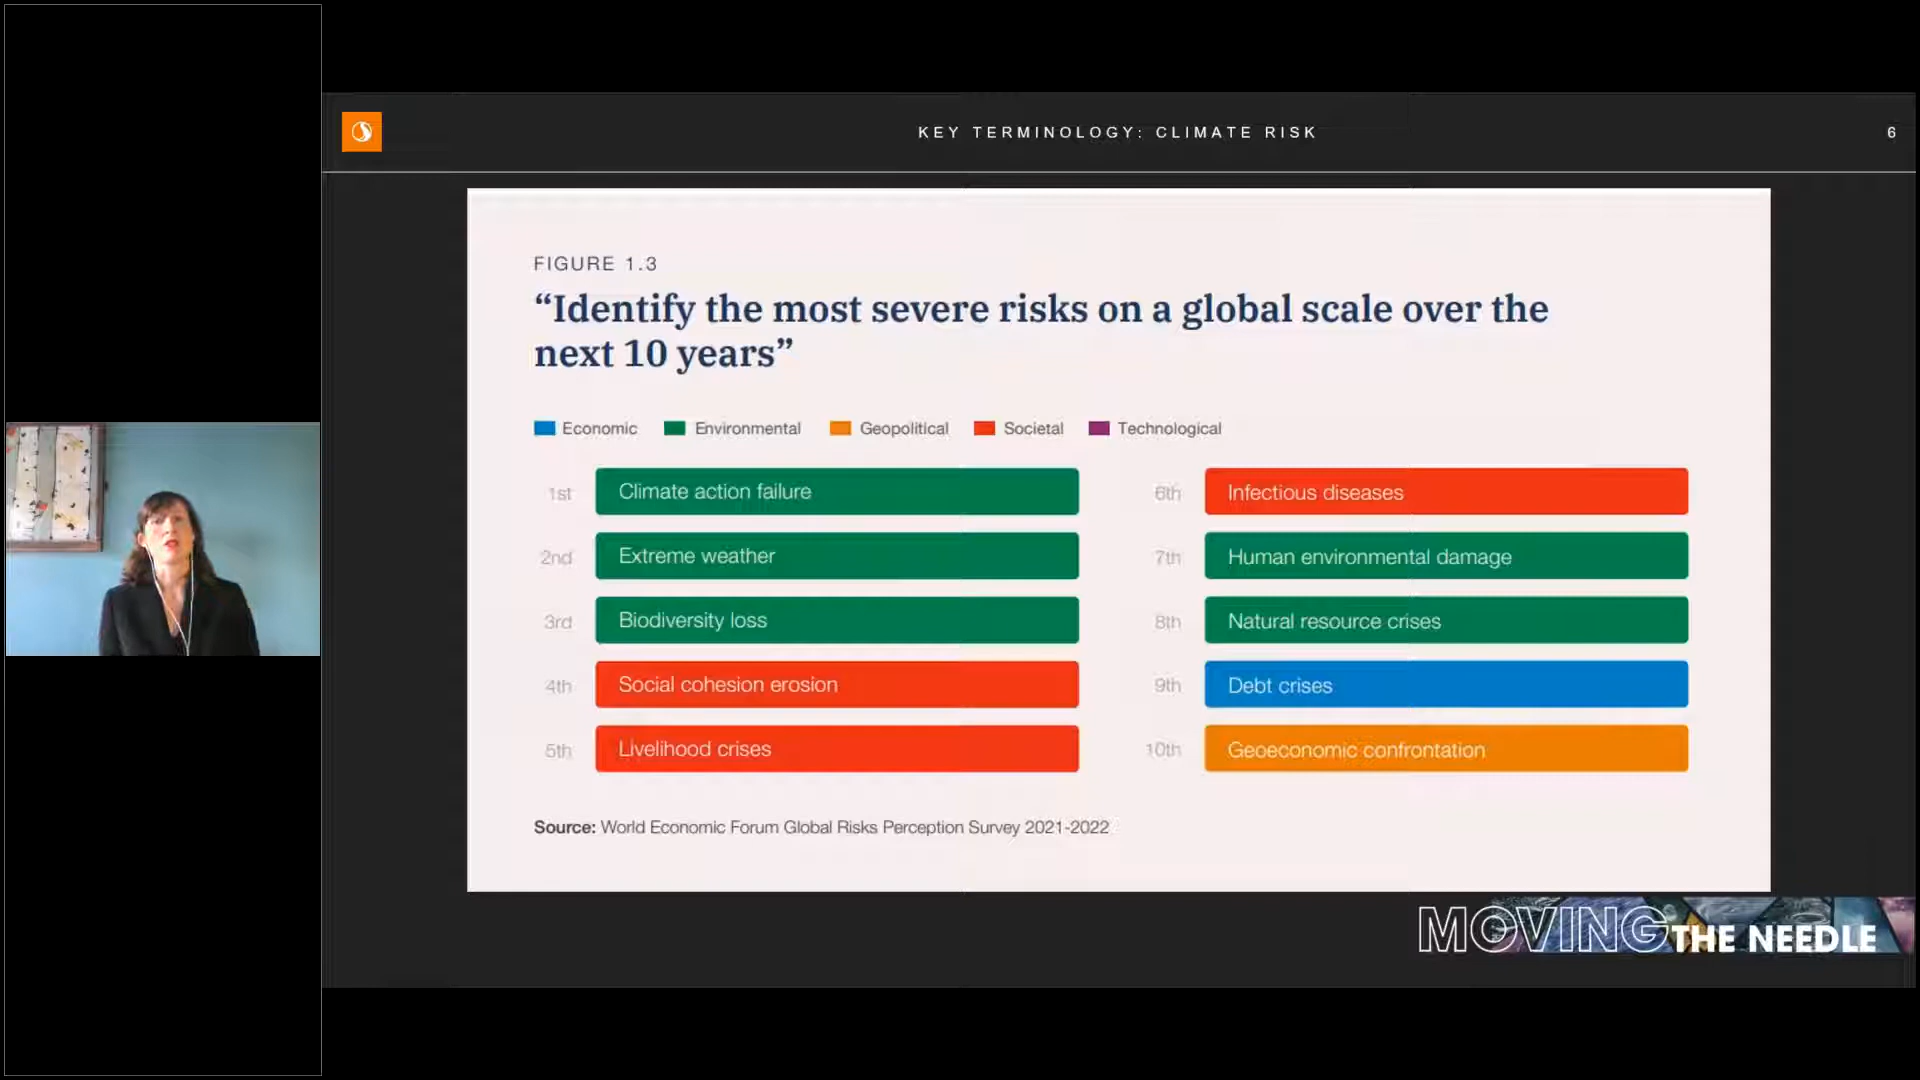 KEY TERMINOLOGY: CLIMATE RISK
6
FIGURE 1.3
“Identify the most severe risks on a global scale over the
next 10 years”
Economic
Environmental
Geopolitical
Societal
Technological
1st
Climate action failure
2nd
Extreme weather
3rd
Biodiversity loss
4th
Social cohesion erosion
5th
Livelihood crises
6th
Infectious diseases
7th
Human environmental damage
8th
Natural resource crises
9th
Debt crises
10th
Geoeconomic confrontation
Source: World Economic Forum Global Risks Perception Survey 2021-2022
MOVING THE NEEDLE